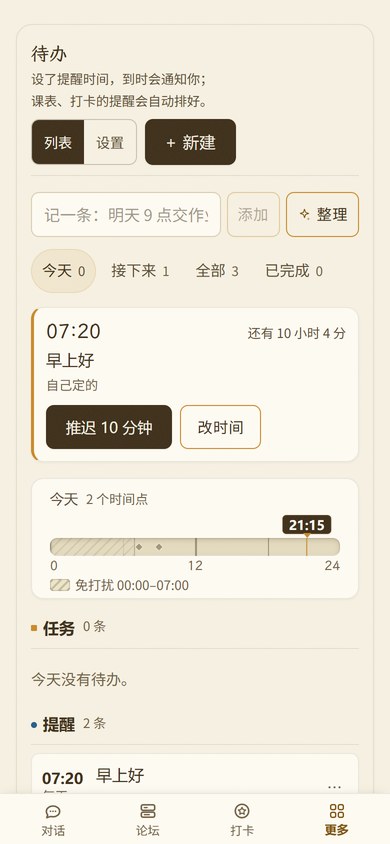 待办
设了提醒时间，到时会通知你；
课表、打卡的提醒会自动排好。
列表 设置 + 新建
记一条：明天 9 点交作 添加 整理
今天 0 接下来 1 全部 3 已完成 0
07:20 还有 10 小时 4 分
早上好
自己定的
推迟 10 分钟 改时间
今天 2 个时间点
21:15
0 12 24
免打扰 00:00–07:00
任务 0 条
今天没有待办。
提醒 2 条
07:20 早上好 ...
对话 论坛 打卡 更多